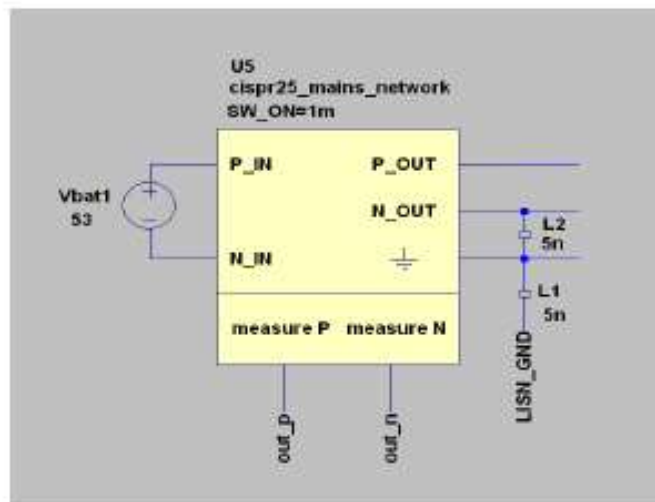 U5
cispr25_mains_network
SW_ON=1m
P_IN
P_OUT
Vbat1
53
N_OUT
L2
5n
N_IN
L1
5n
measure P
measure N
LISN_GND
out_p
out_n